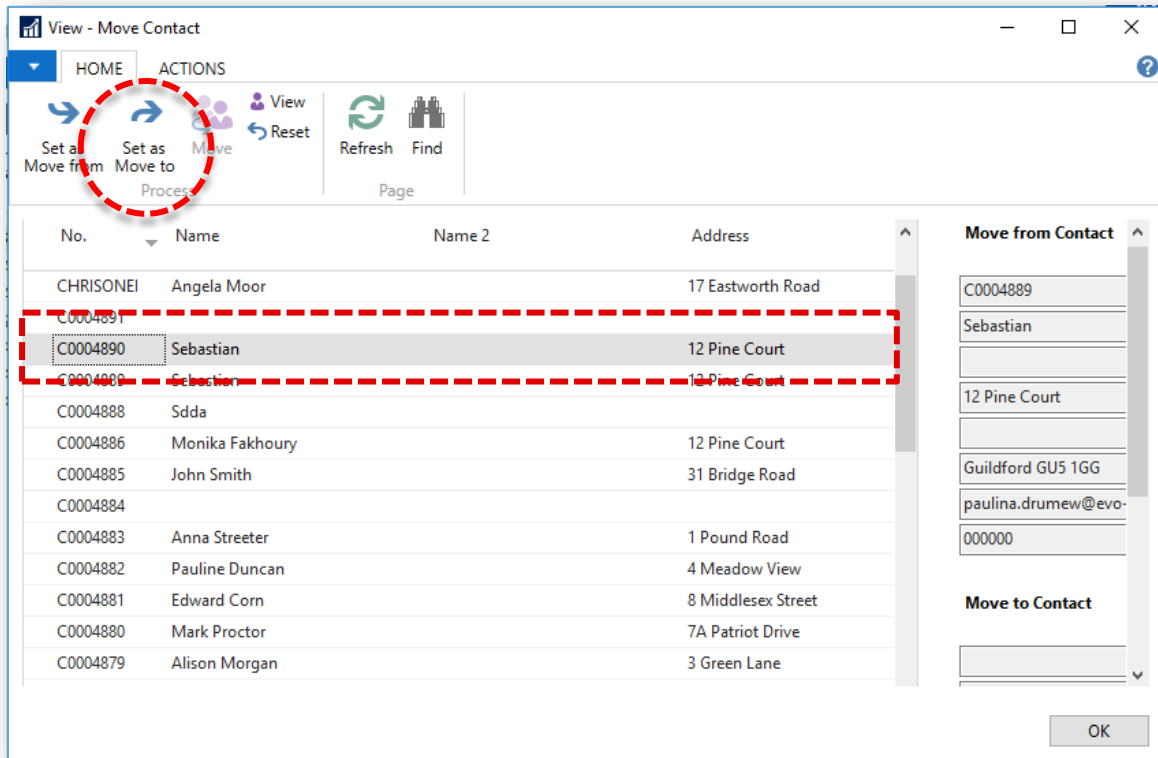 View - Move Contact
HOME ACTIONS
Set as Move from
Set as Move to
Move
View
Reset
Refresh
Find
Process
Page
No. Name Name 2 Address
CHRISONEI Angela Moor 17 Eastworth Road
C0004891
C0004890 Sebastian 12 Pine Court
C0004889 Sebastian 12 Pine Court
C0004888 Sdda
C0004886 Monika Fakhoury 12 Pine Court
C0004885 John Smith 31 Bridge Road
C0004884
C0004883 Anna Streeter 1 Pound Road
C0004882 Pauline Duncan 4 Meadow View
C0004881 Edward Corn 8 Middlesex Street
C0004880 Mark Proctor 7A Patriot Drive
C0004879 Alison Morgan 3 Green Lane
Move from Contact
C0004889
Sebastian
12 Pine Court
Guildford GU5 1GG
paulina.drumew@evo-
000000
Move to Contact
OK